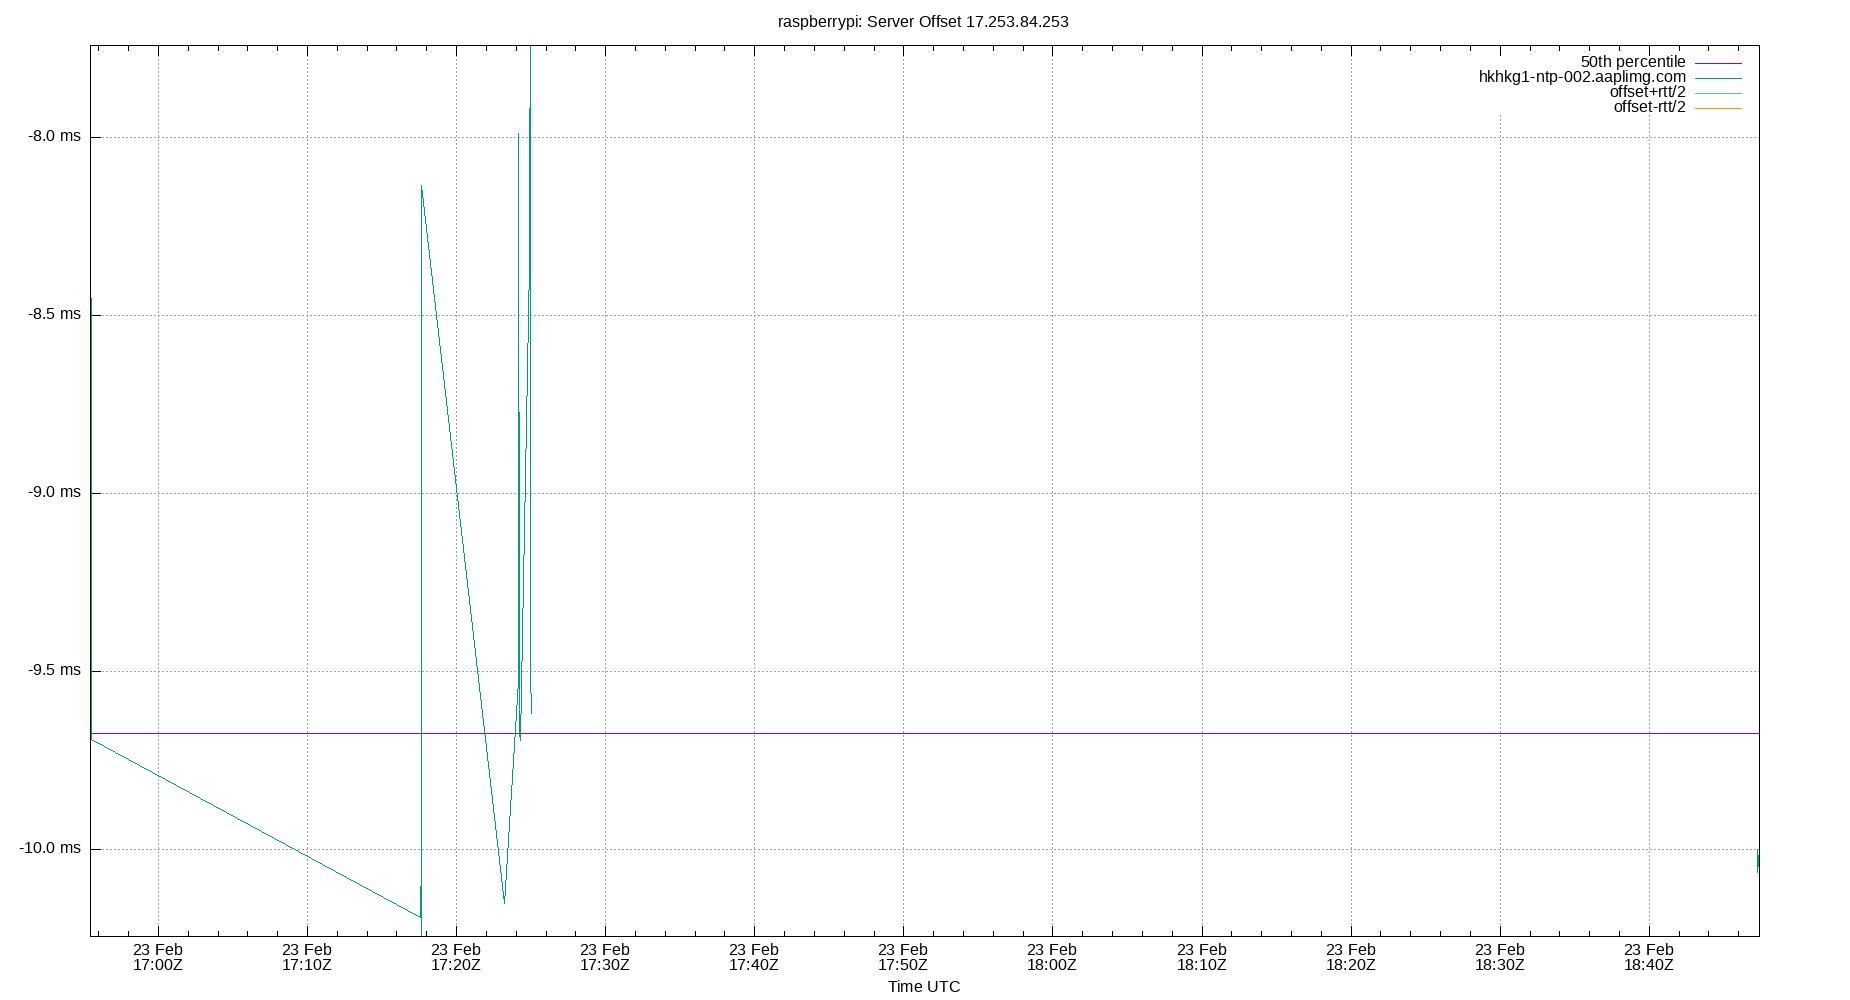 raspberrypi: Server Offset 17.253.84.253
50th percentile
hkhkg1-ntp-002.aaplimg.com
offset+rtt/2
offset-rtt/2
-8.0 ms
-8.5 ms
-9.0 ms
-9.5 ms
-10.0 ms
23 Feb 23 Feb 23 Feb 23 Feb 23 Feb 23 Feb 23 Feb 23 Feb 23 Feb 23 Feb 23 Feb
17:00Z 17:10Z 17:20Z 17:30Z 17:40Z 17:50Z 18:00Z 18:10Z 18:20Z 18:30Z 18:40Z
Time UTC